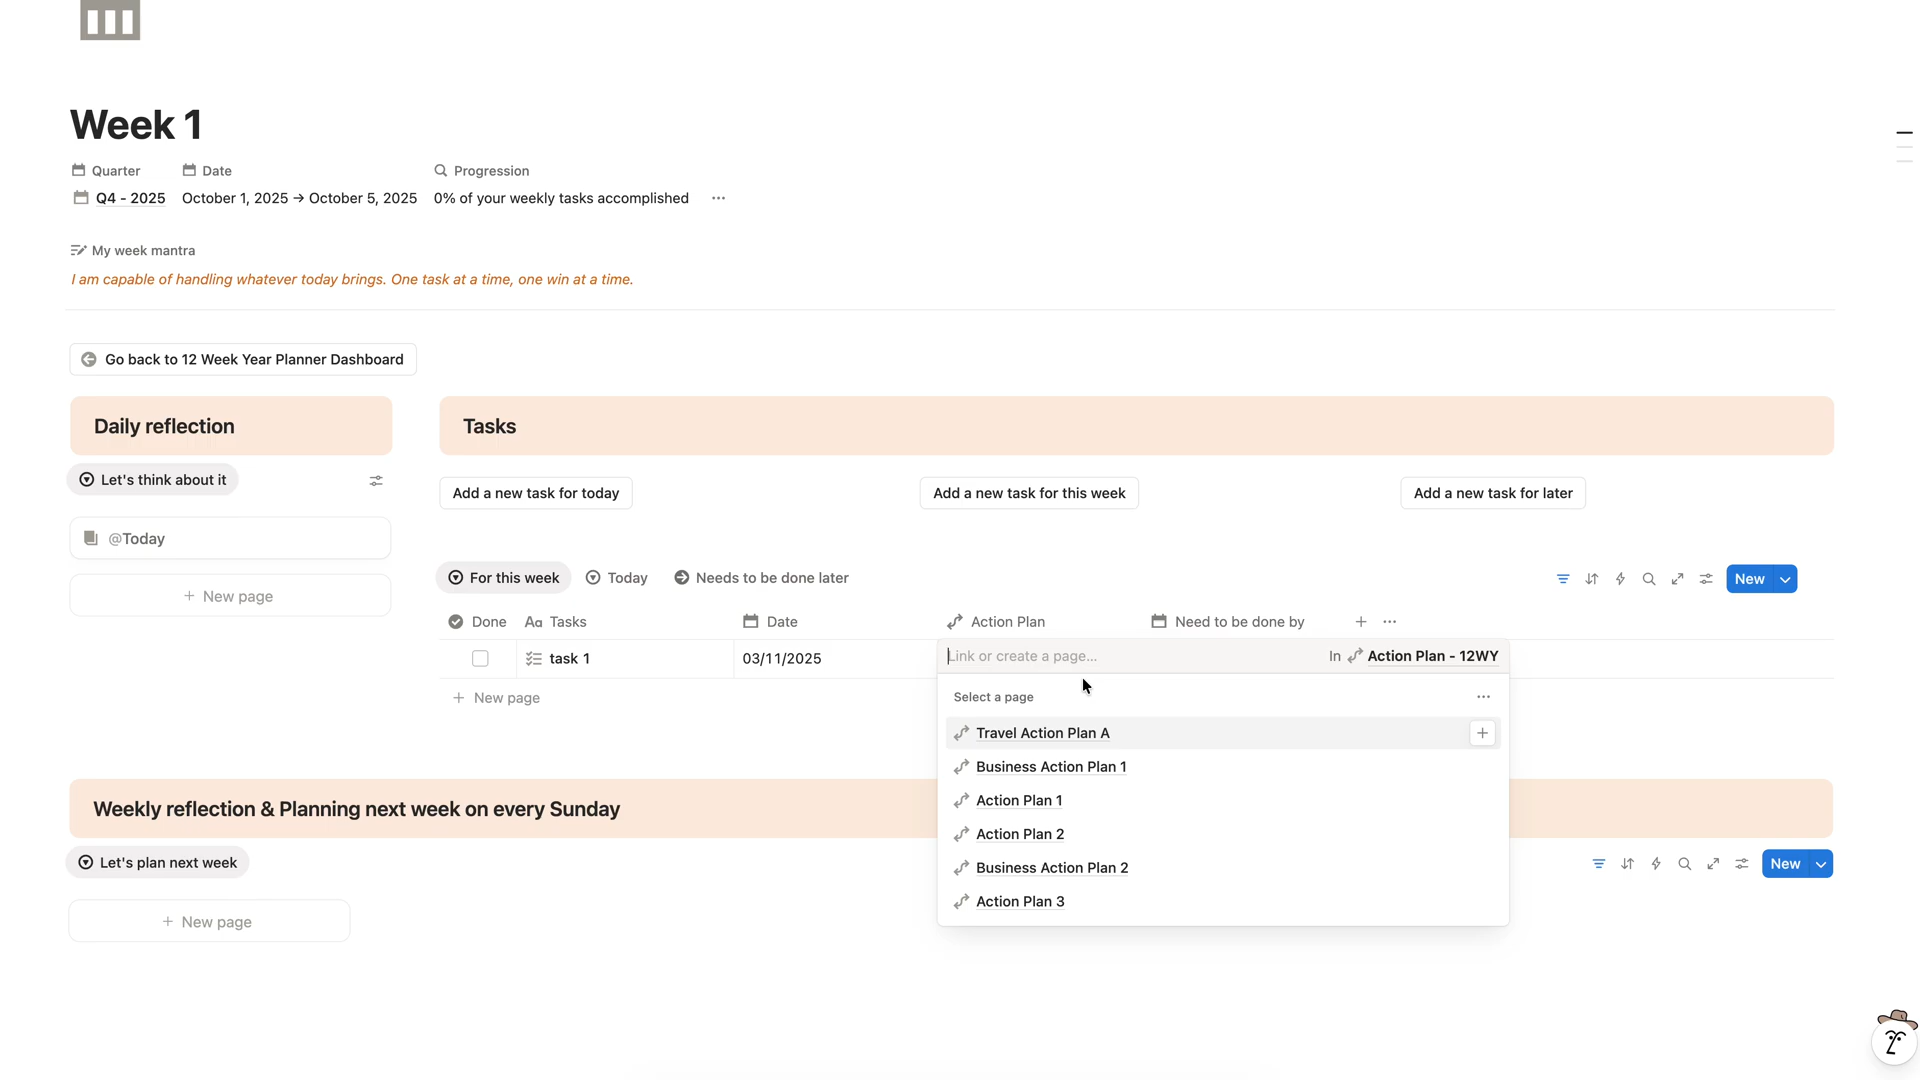 Week 1
Quarter Date Progression
Q4 - 2025 October 1, 2025 → October 5, 2025 0% of your weekly tasks accomplished
My week mantra
I am capable of handling whatever today brings. One task at a time, one win at a time.
Go back to 12 Week Year Planner Dashboard
Daily reflection
Let's think about it
@Today
+ New page
Tasks
Add a new task for today Add a new task for this week Add a new task for later
For this week Today Needs to be done later New
Done Aa Tasks Date Action Plan Need to be done by
task 1 03/11/2025 Link or create a page... In Action Plan - 12WY
+ New page
Select a page
Travel Action Plan A
Business Action Plan 1
Action Plan 1
Action Plan 2
Business Action Plan 2
Action Plan 3
Weekly reflection & Planning next week on every Sunday
Let's plan next week New
+ New page